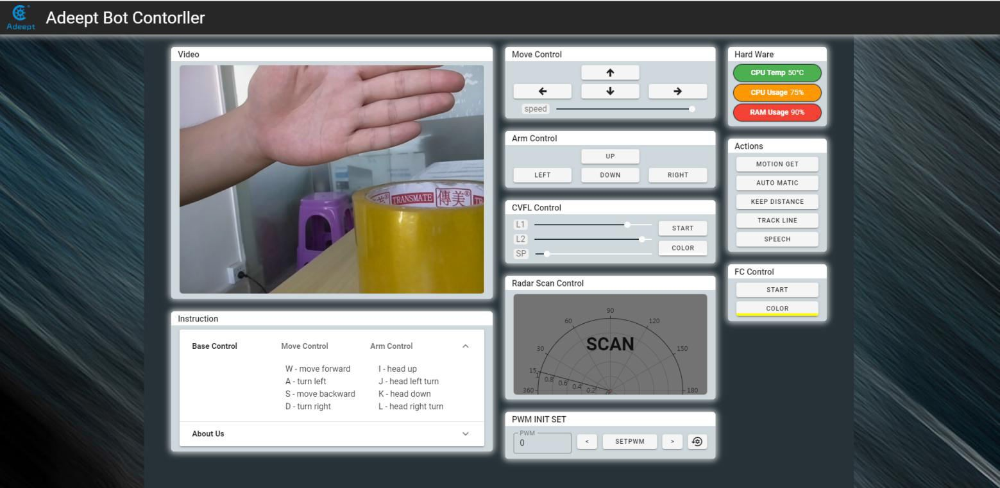 Adeept
Adeept Bot Contorller
Video
TRANSMATE 傳美®
Instruction
Base Control
Move Control
Arm Control
W - move forward
A - turn left
S - move backward
D - turn right
I - head up
J - head left turn
K - head down
L - head right turn
About Us
Move Control
speed
Arm Control
UP
LEFT
DOWN
RIGHT
CVFL Control
L1
START
L2
COLOR
SP
Radar Scan Control
90
60
120
SCAN
30
150
15
1
0.8
0.6
0.4
0.2
0
360
180
PWM INIT SET
PWM
0
<
SETPWM
>
Hard Ware
CPU Temp 50°C
CPU Usage 75%
RAM Usage 90%
Actions
MOTION GET
AUTO MATIC
KEEP DISTANCE
TRACK LINE
SPEECH
FC Control
START
COLOR